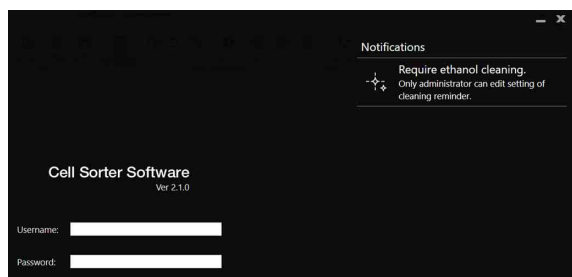 Notifications
Require ethanol cleaning.
Only administrator can edit setting of
cleaning reminder.
Cell Sorter Software
Ver 2.1.0
Username:
Password: